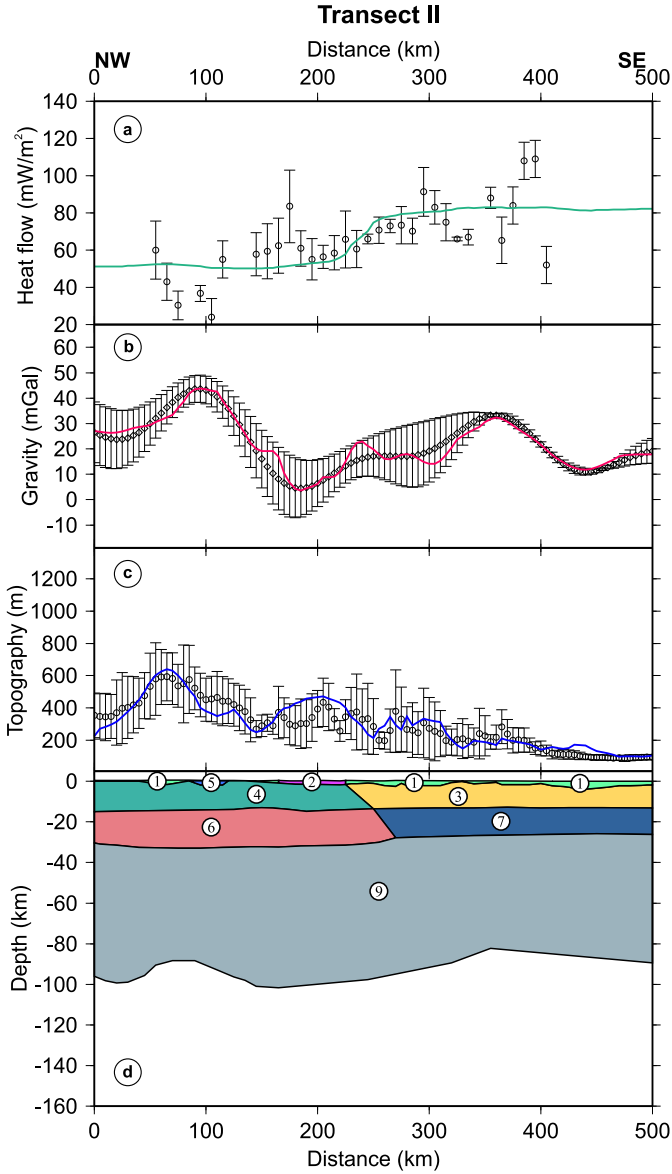 Transect II
Distance (km)
NW SE
0 100 200 300 400 500
140
120
100
80
60
40
20
Heat flow (mW/m²)
a
60
50
40
30
20
10
0
-10
Gravity (mGal)
b
1200
1000
800
600
400
200
Topography (m)
c
0
-20
-40
-60
-80
-100
-120
-140
-160
Depth (km)
1 5 2 1 1
4 3
6 7
9
d
0 100 200 300 400 500
Distance (km)